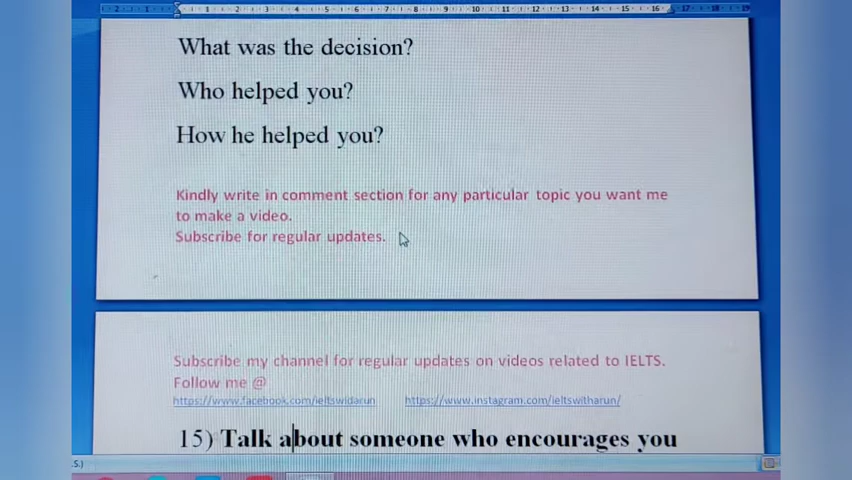 What was the decision?
Who helped you?
How he helped you?
Kindly write in comment section for any particular topic you want me
to make a video.
Subscribe for regular updates.
Subscribe my channel for regular updates on videos related to IELTS.
Follow me @
https://www.facebook.com/ieltswidarun https://www.instagram.com/ieltswitharun/
15) Talk about someone who encourages you
.S.)